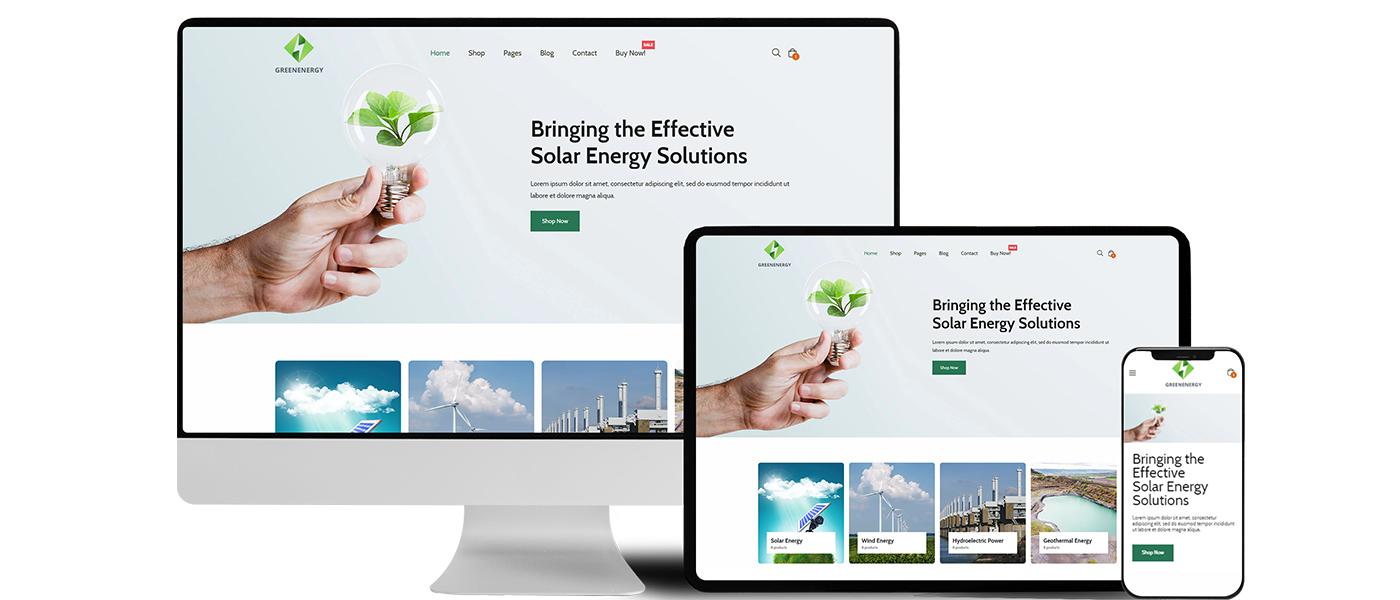 GREENENERGY
Home Shop Pages Blog Contact Buy Now!
SALE
1
Bringing the Effective
Solar Energy Solutions
Lorem ipsum dolor sit amet, consectetur adipiscing elit, sed do eiusmod tempor incididunt ut
labore et dolore magna aliqua.
Shop Now
GREENENERGY
Home Shop Pages Blog Contact Buy Now!
SALE
Bringing the Effective
Solar Energy Solutions
Lorem ipsum dolor sit amet, consectetur adipiscing elit, sed do eiusmod tempor incididunt ut
labore et dolore magna aliqua.
Shop Now
Solar Energy
8 products
Wind Energy
8 products
Hydroelectric Power
8 products
Geothermal Energy
8 products
GREENENERGY
Bringing the
Effective
Solar Energy
Solutions
Lorem ipsum dolor sit amet, consectetur
adipiscing elit, sed do eiusmod tempor incididunt
ut labore et dolore magna aliqua.
Shop Now